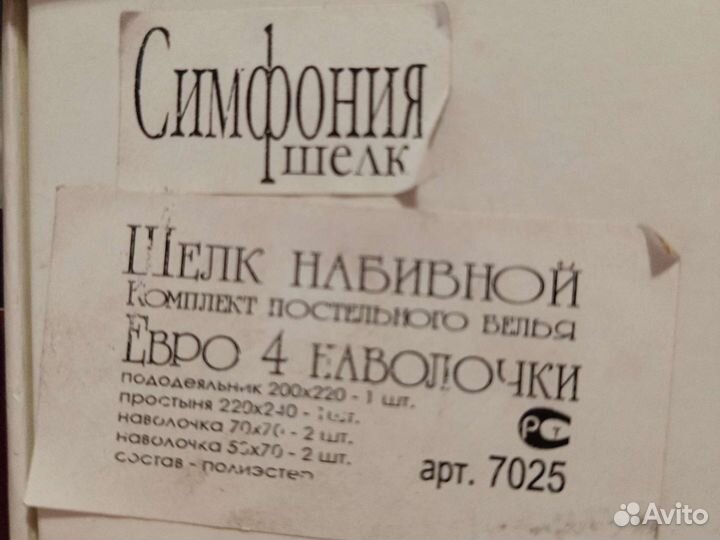 Симфония
шелк
Шелк набивной
Комплект постельного белья
Евро 4 наволочки
пододеяльник 200х220 - 1 шт.
простыня 220х240 - 1 шт.
наволочка 70х70 - 2 шт.
наволочка 50х70 - 2 шт.
состав - полиэстер
РСТ
арт. 7025
Avito